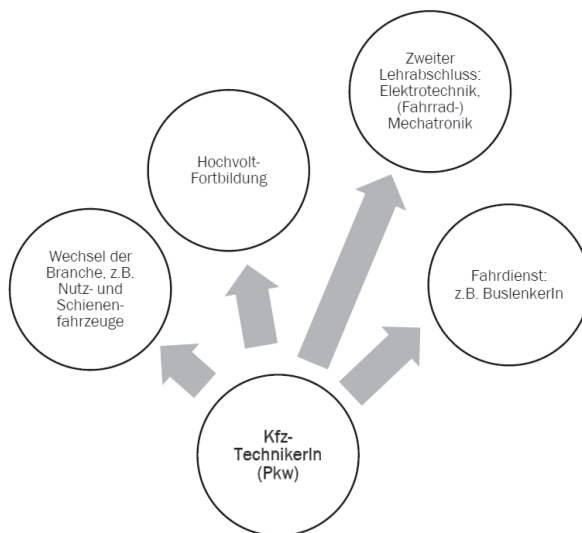 Zweiter
Lehrabschluss:
Elektrotechnik,
(Fahrrad-)
Mechatronik
Hochvolt-
Fortbildung
Wechsel der
Branche, z.B.
Nutz- und
Schienen-
fahrzeuge
Fahrdienst:
z.B. BuslenkerIn
Kfz-
TechnikerIn
(Pkw)